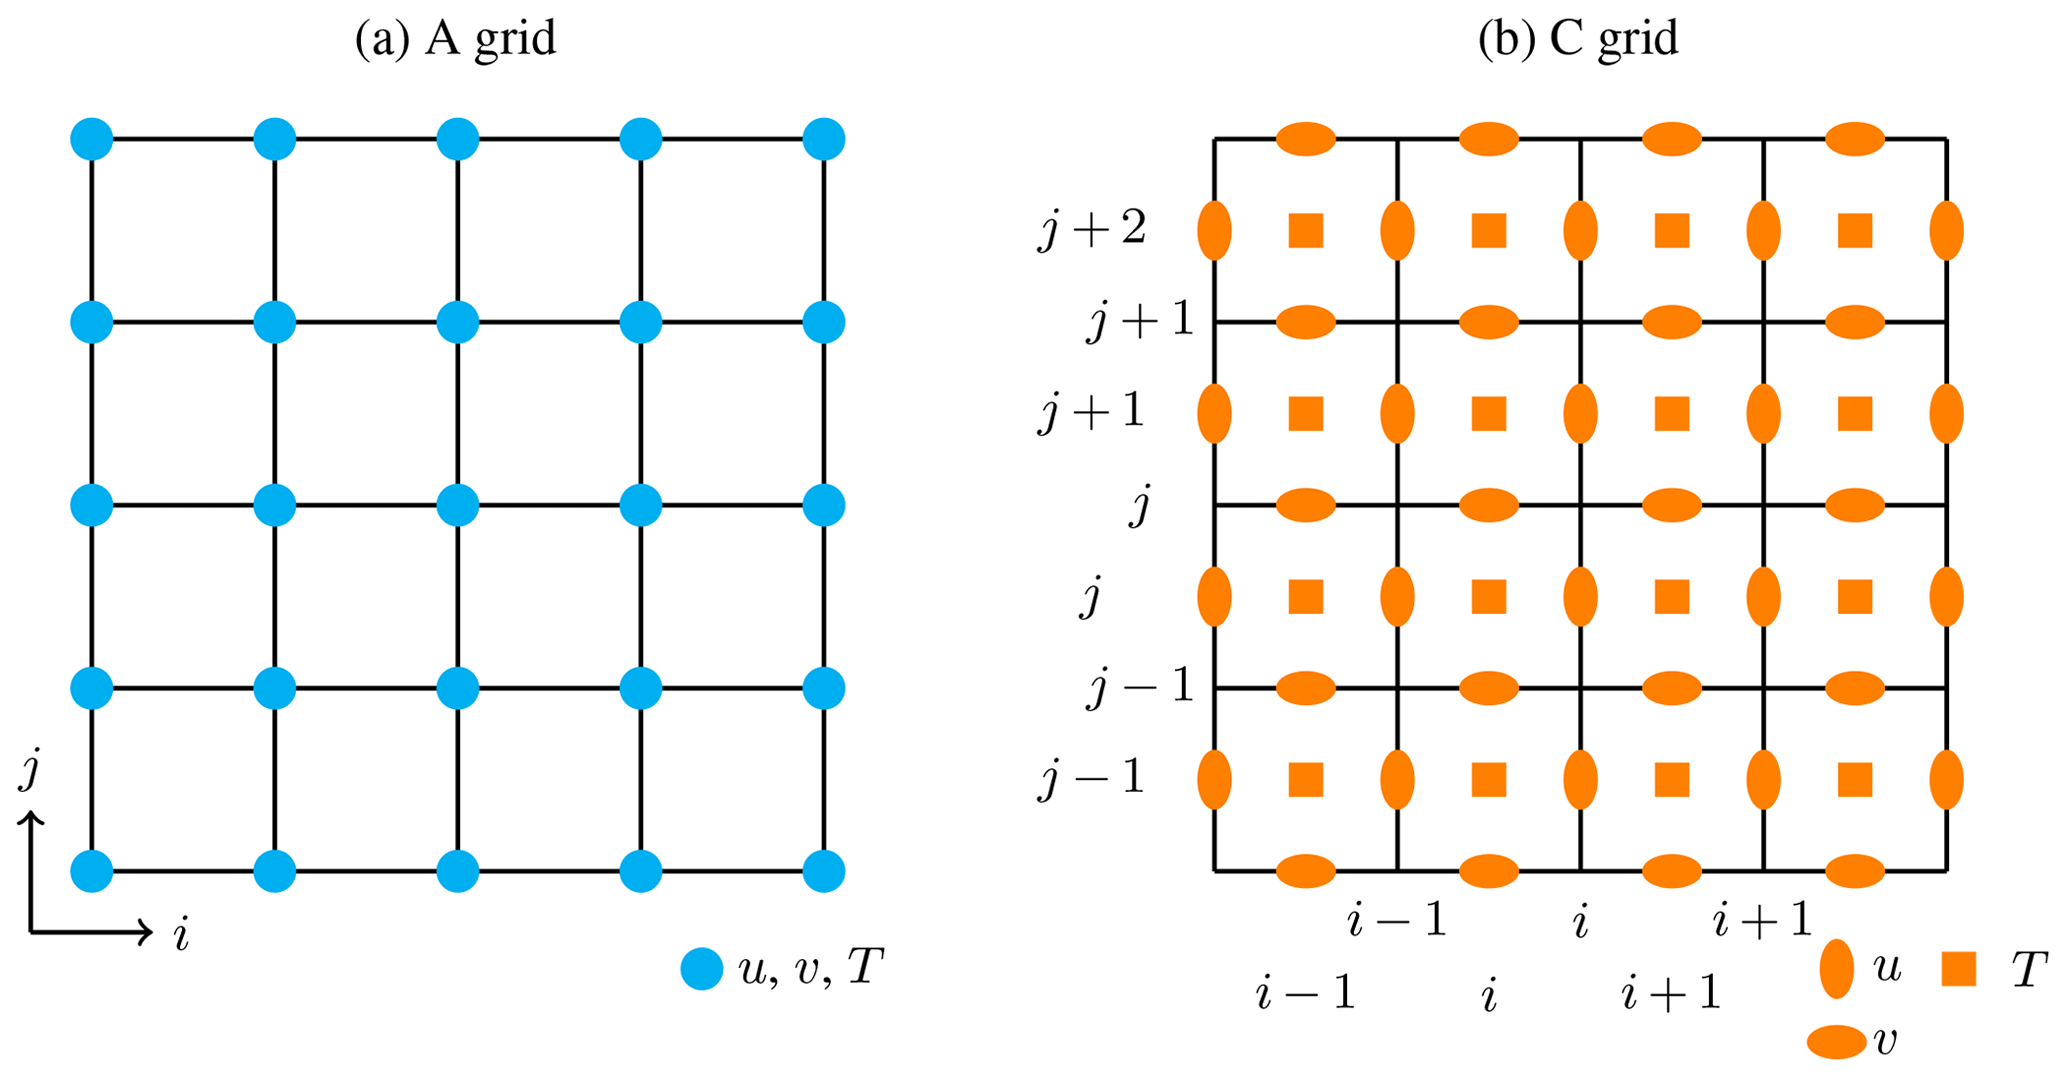 (a) A grid
(b) C grid
j + 2
j + 1
j + 1
j
j
j − 1
j − 1
j
i
i − 1 i i + 1
i − 1 i i + 1
u, v, T
u T
v